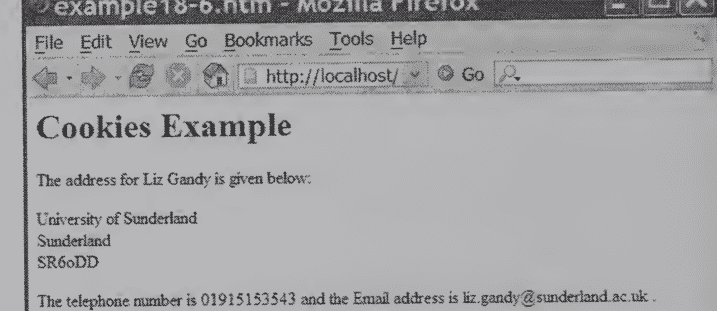 example18-6.htm - Mozilla Firefox
File Edit View Go Bookmarks Tools Help
http://localhost/ Go
Cookies Example
The address for Liz Gandy is given below:
University of Sunderland
Sunderland
SR6oDD
The telephone number is 01915153543 and the Email address is liz.gandy@sunderland.ac.uk .